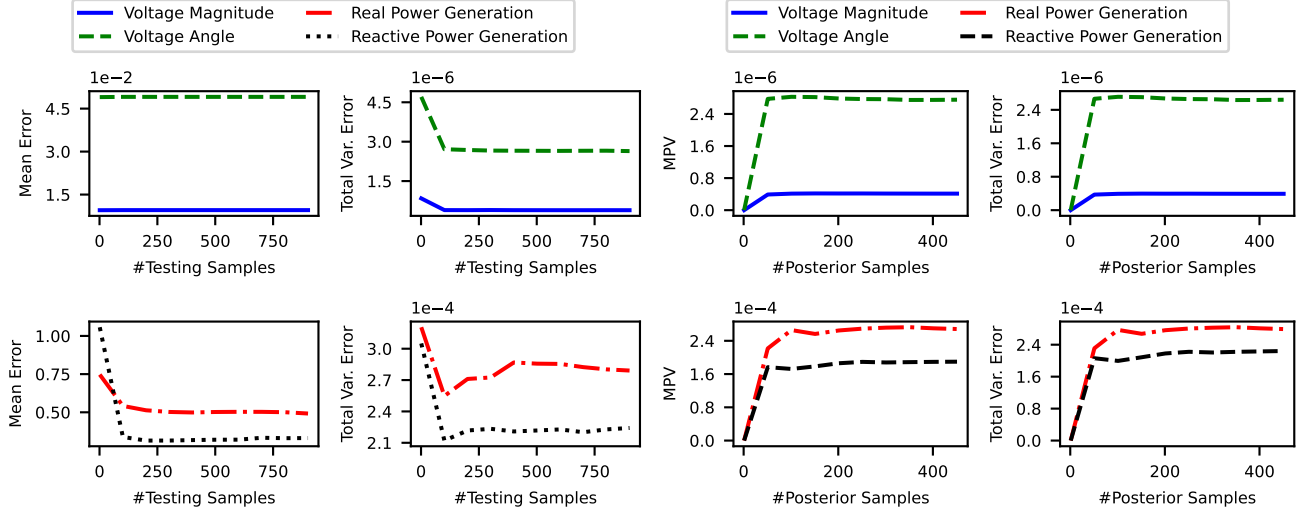 Voltage Magnitude
Real Power Generation
Voltage Angle
Reactive Power Generation
Voltage Magnitude
Real Power Generation
Voltage Angle
Reactive Power Generation
1e−2
Mean Error
4.5
3.0
1.5
0 250 500 750
#Testing Samples
1e−6
Total Var. Error
4.5
3.0
1.5
0 250 500 750
#Testing Samples
1e−6
MPV
2.4
1.6
0.8
0.0
0 200 400
#Posterior Samples
1e−6
Total Var. Error
2.4
1.6
0.8
0.0
0 200 400
#Posterior Samples
Mean Error
1.00
0.75
0.50
0 250 500 750
#Testing Samples
1e−4
Total Var. Error
3.0
2.7
2.4
2.1
0 250 500 750
#Testing Samples
1e−4
MPV
2.4
1.6
0.8
0.0
0 200 400
#Posterior Samples
1e−4
Total Var. Error
2.4
1.6
0.8
0.0
0 200 400
#Posterior Samples